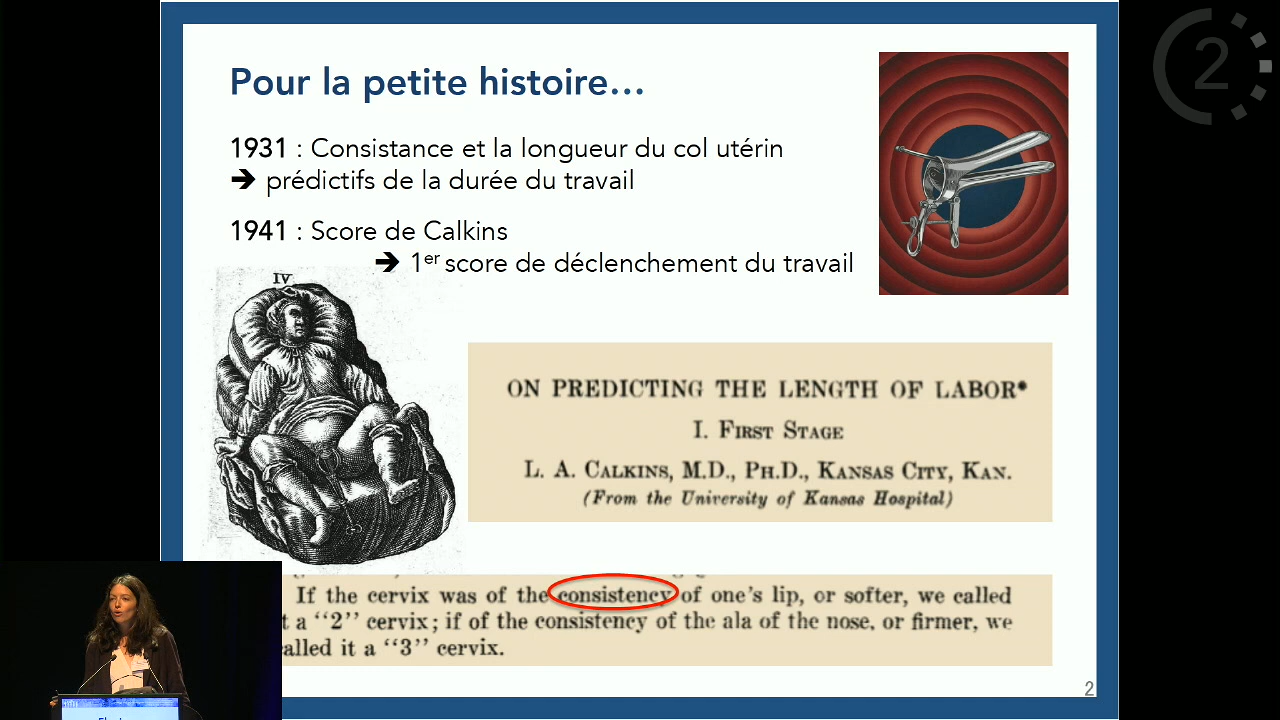 Pour la petite histoire...
1931 : Consistance et la longueur du col utérin
➔ prédictifs de la durée du travail
1941 : Score de Calkins
➔ 1er score de déclenchement du travail
IV
ON PREDICTING THE LENGTH OF LABOR*
I. FIRST STAGE
L. A. CALKINS, M.D., PH.D., KANSAS CITY, KAN.
(From the University of Kansas Hospital)
If the cervix was of the consistency of one's lip, or softer, we called
t a "2" cervix; if of the consistency of the ala of the nose, or firmer, we
alled it a "3" cervix.
2
2